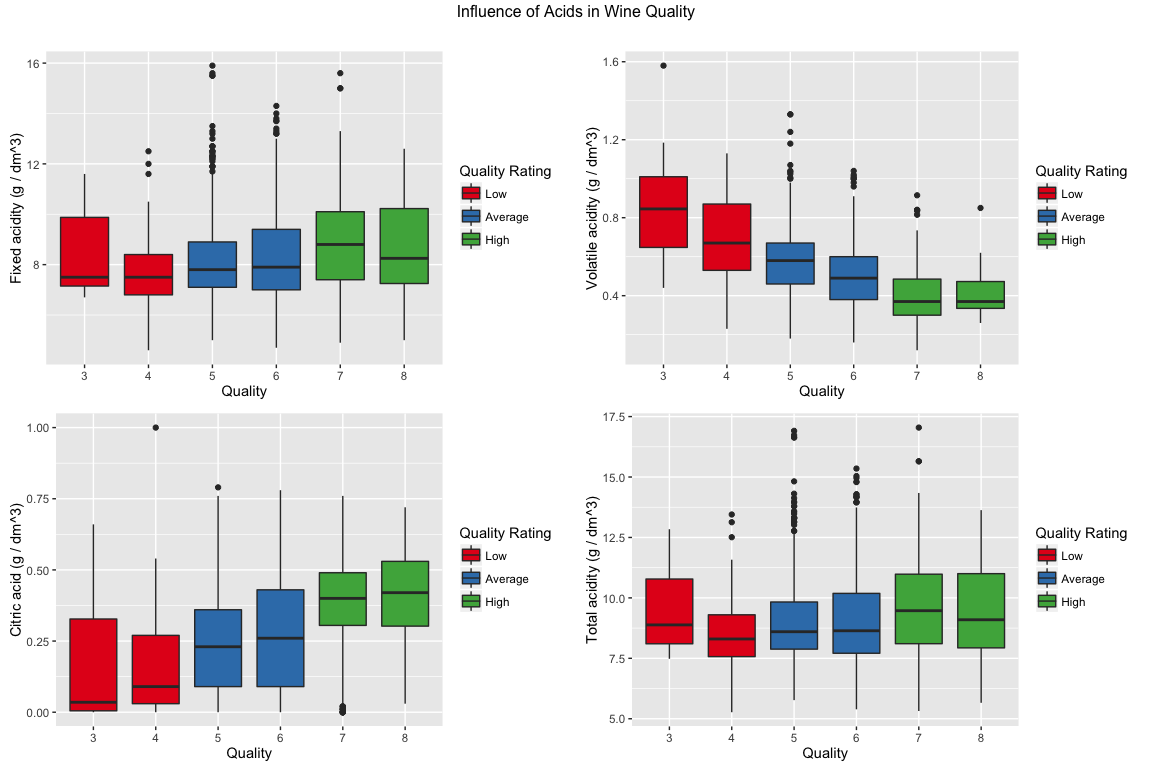 Influence of Acids in Wine Quality
Fixed acidity (g / dm^3)
16
12
8
3 4 5 6 7 8
Quality
Quality Rating
Low
Average
High
Volatile acidity (g / dm^3)
1.6
1.2
0.8
0.4
3 4 5 6 7 8
Quality
Quality Rating
Low
Average
High
Citric acid (g / dm^3)
1.00
0.75
0.50
0.25
0.00
3 4 5 6 7 8
Quality
Quality Rating
Low
Average
High
Total acidity (g / dm^3)
17.5
15.0
12.5
10.0
7.5
5.0
3 4 5 6 7 8
Quality
Quality Rating
Low
Average
High